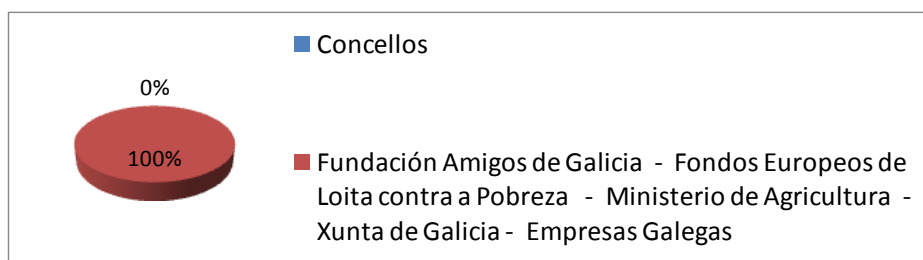 Concellos
0%
100%
Fundación Amigos de Galicia - Fondos Europeos de
Loita contra a Pobreza - Ministerio de Agricultura -
Xunta de Galicia - Empresas Galegas